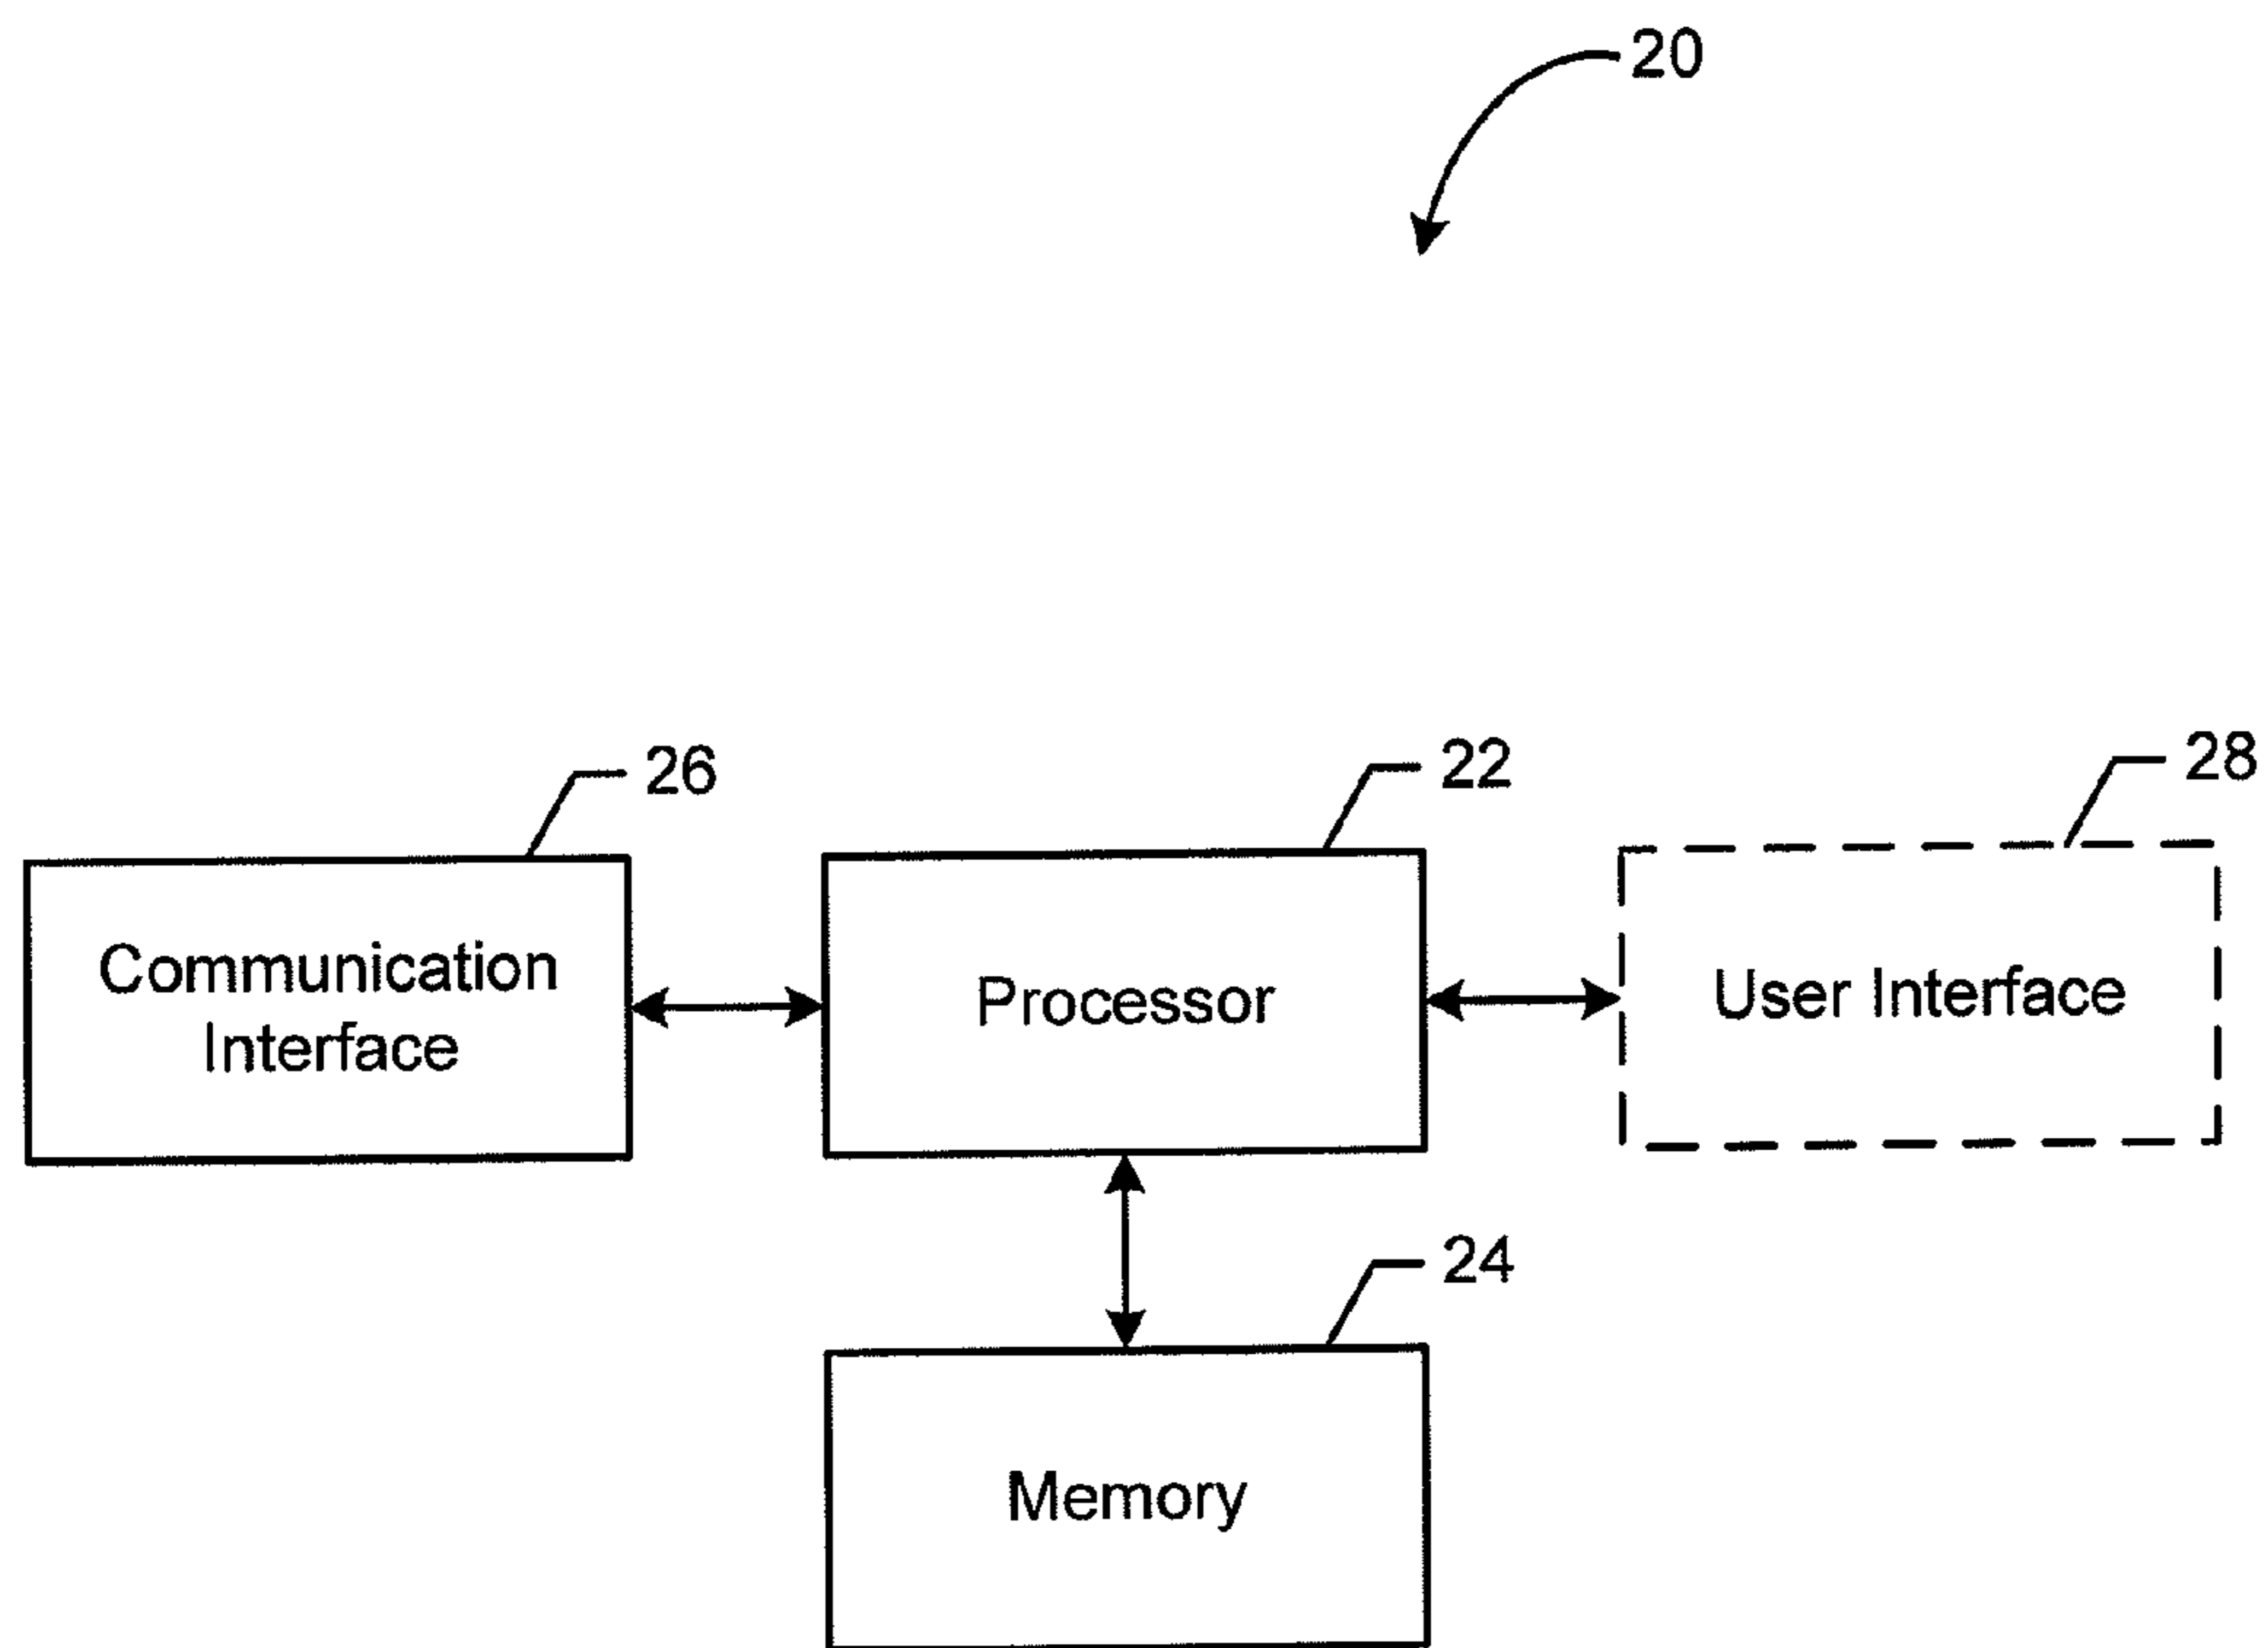 20
26
22
28
Communication
Interface
Processor
User Interface
24
Memory